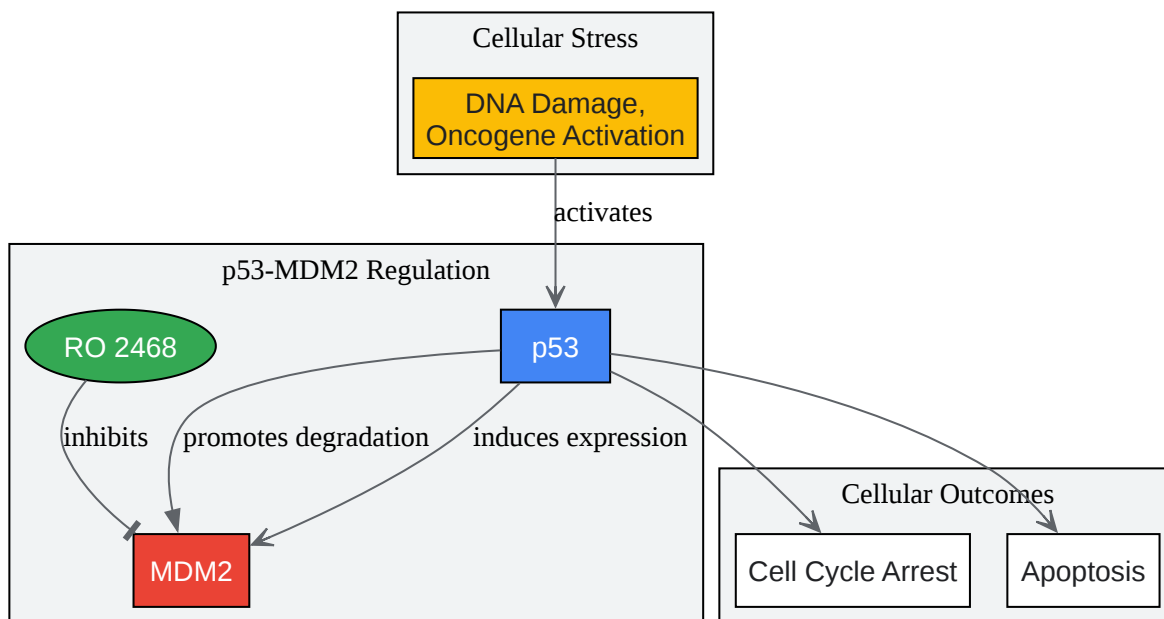 Cellular Stress
DNA Damage,
Oncogene Activation
activates
p53-MDM2 Regulation
RO 2468
p53
inhibits
promotes degradation
induces expression
MDM2
Cellular Outcomes
Cell Cycle Arrest
Apoptosis